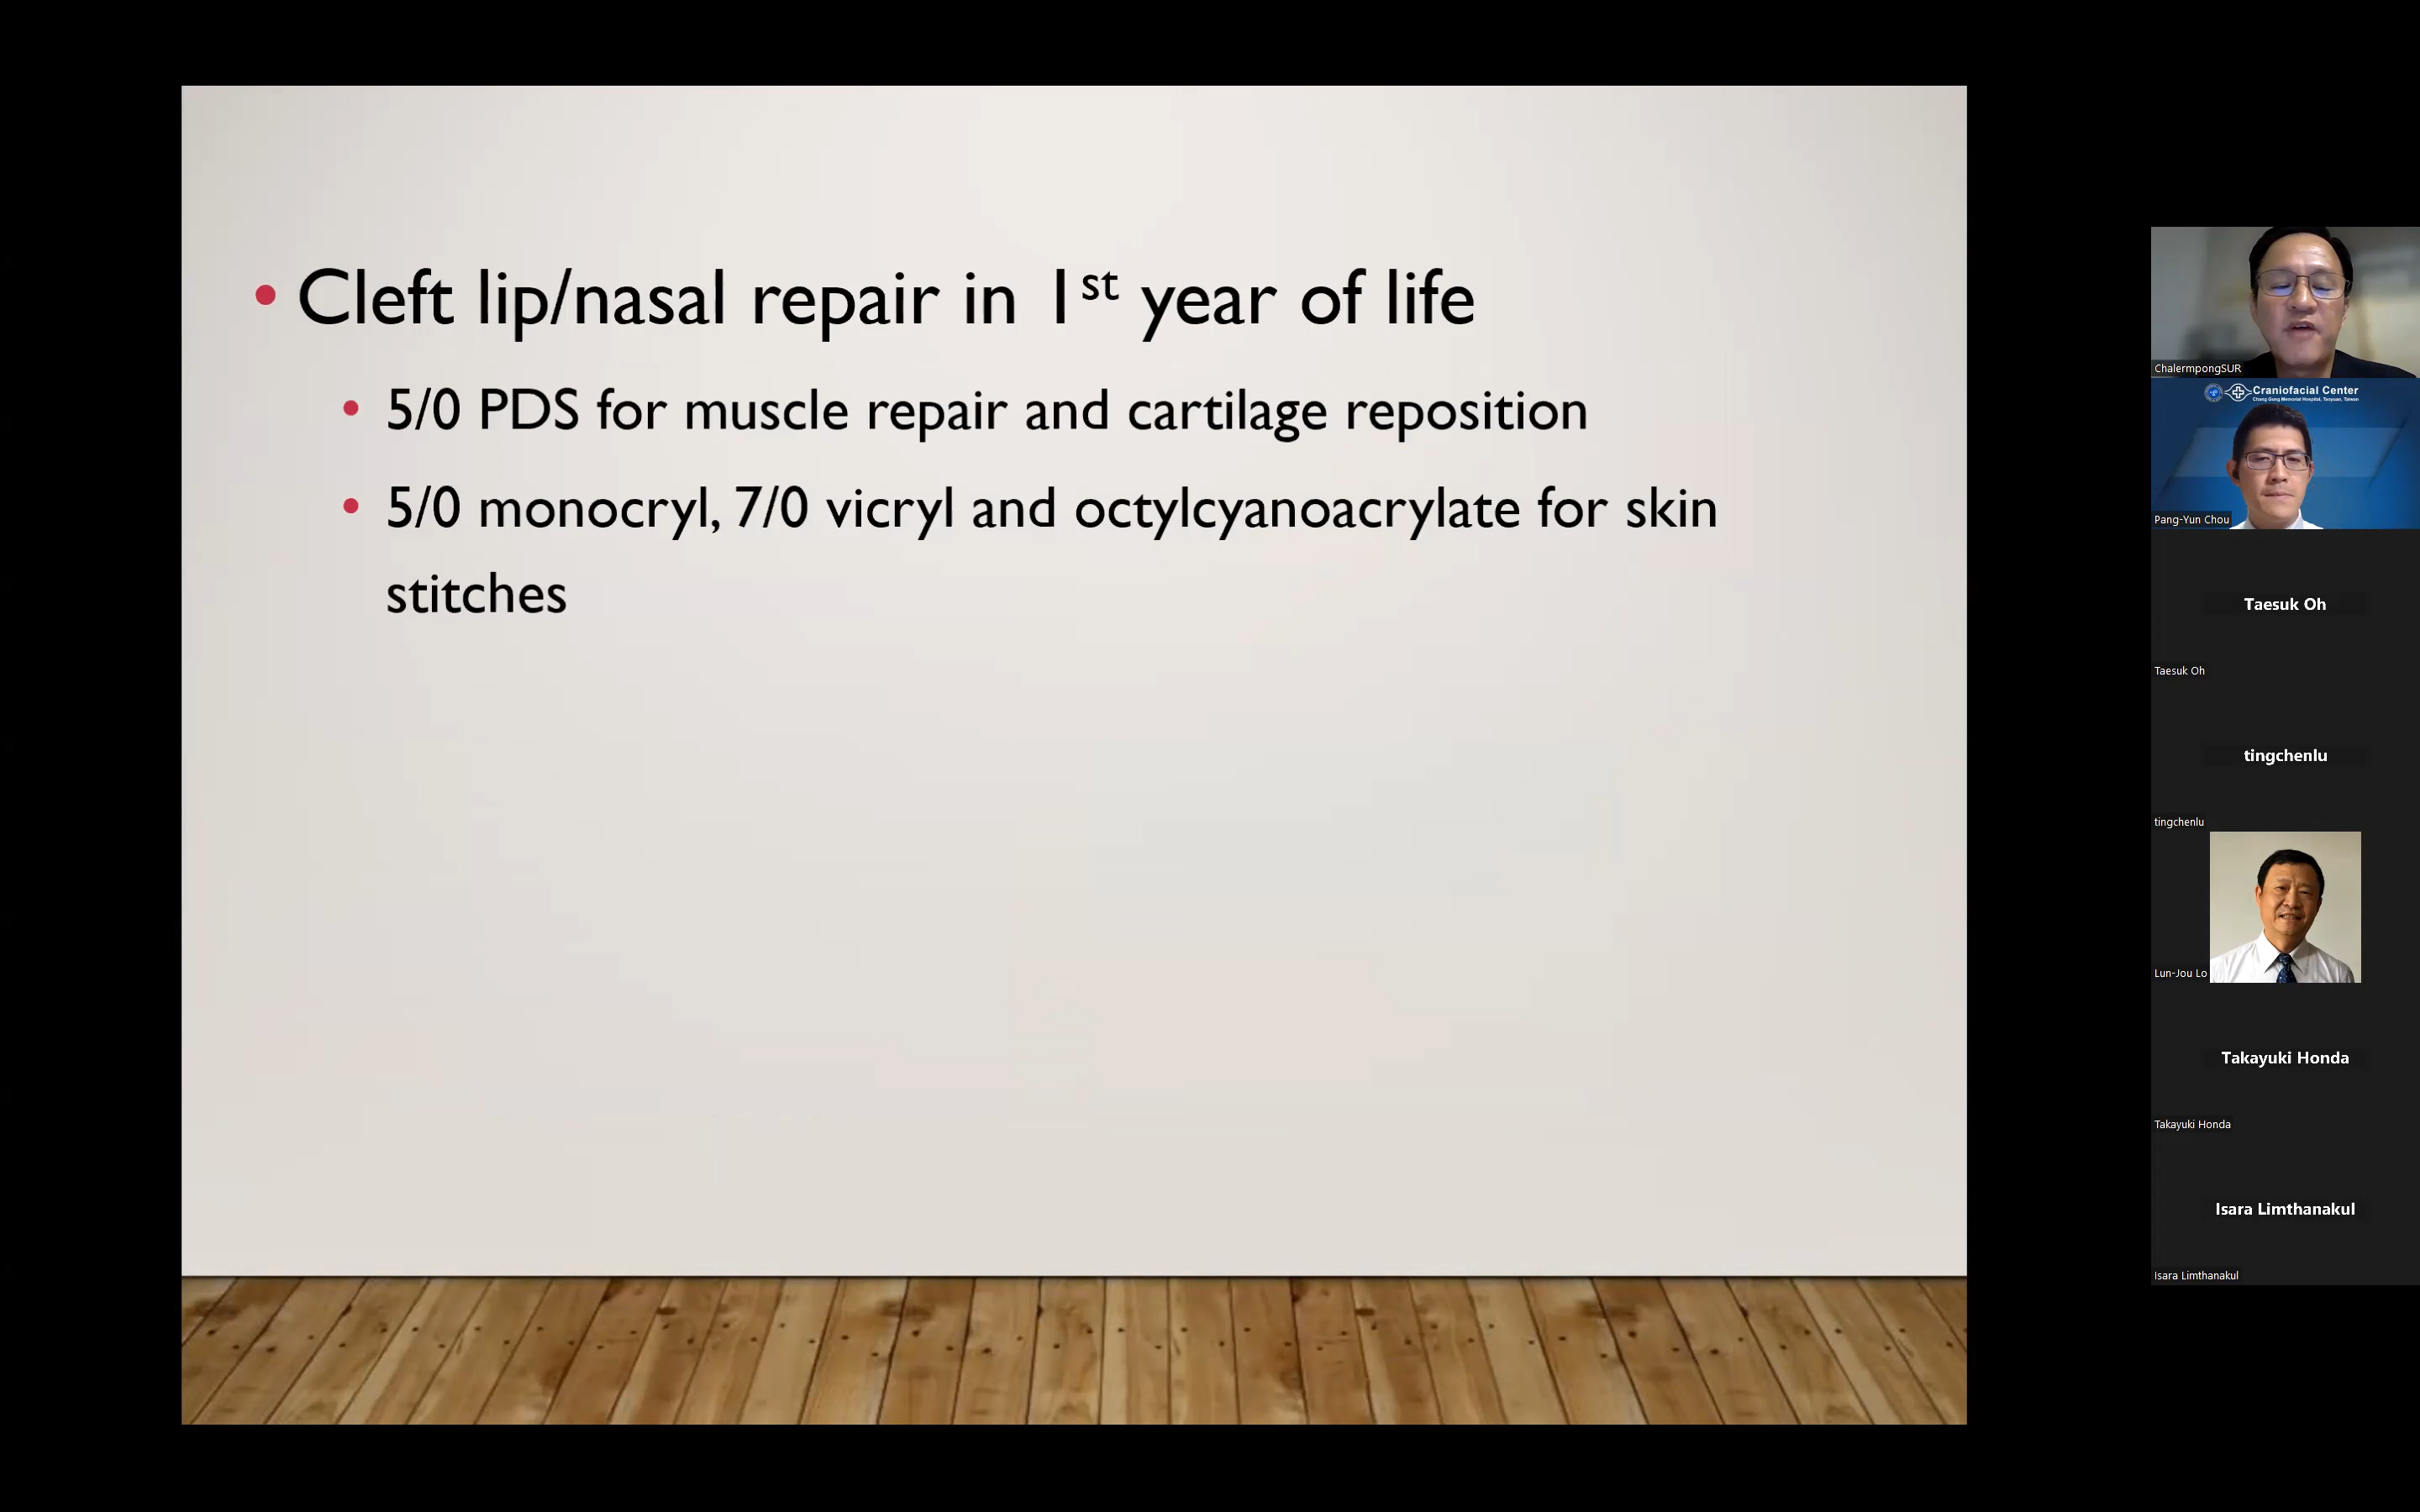 • Cleft lip/nasal repair in 1st year of life
• 5/0 PDS for muscle repair and cartilage reposition
• 5/0 monocryl, 7/0 vicryl and octylcyanoacrylate for skin
stitches
ChalermpongSUR
Craniofacial Center
Chang Gung Memorial Hospital, Taoyuan, Taiwan
Pang-Yun Chou
Taesuk Oh
Taesuk Oh
tingchenlu
tingchenlu
Lun-Jou Lo
Takayuki Honda
Takayuki Honda
Isara Limthanakul
Isara Limthanakul